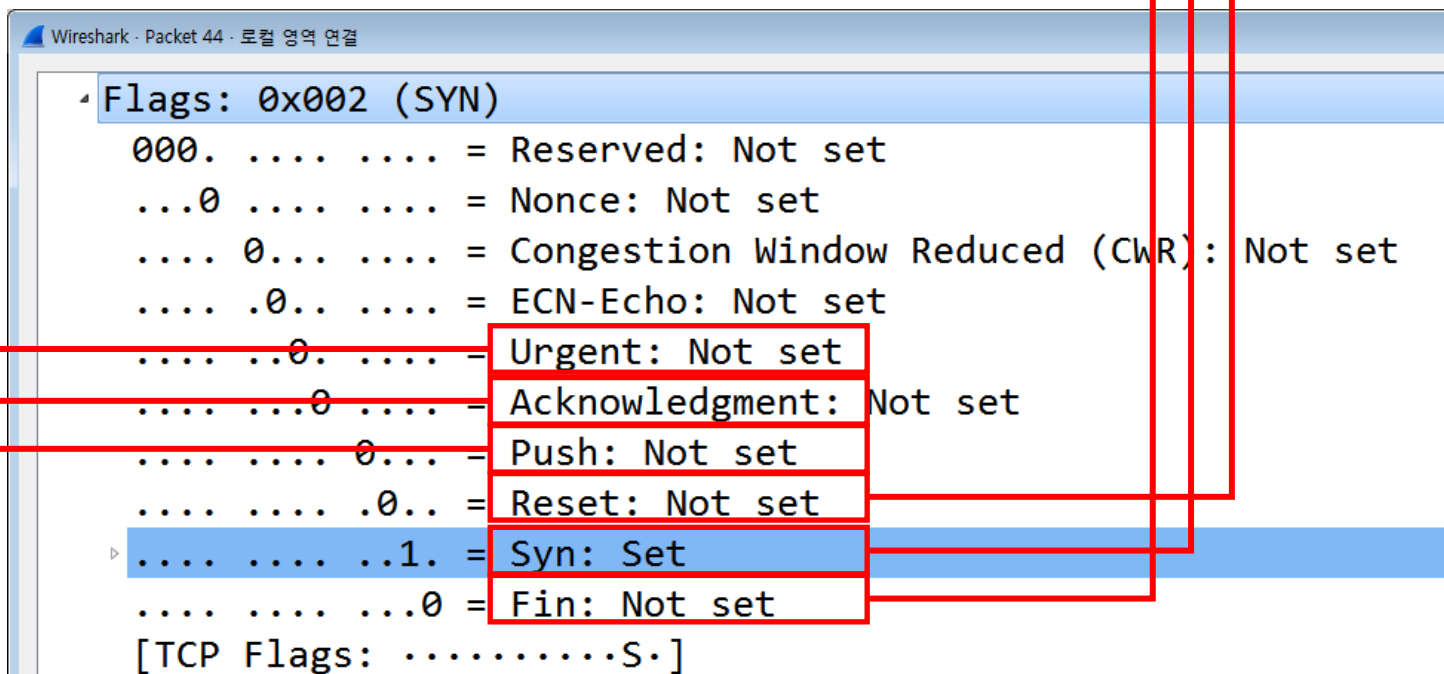 Wireshark · Packet 44 · 로컬 영역 연결
Flags: 0x002 (SYN)
000. .... .... = Reserved: Not set
...0 .... .... = Nonce: Not set
.... 0... .... = Congestion Window Reduced (CWR): Not set
.... .0.. .... = ECN-Echo: Not set
.... ..0. .... = Urgent: Not set
.... ...0 .... = Acknowledgment: Not set
.... .... 0... = Push: Not set
.... .... .0.. = Reset: Not set
.... .... ..1. = Syn: Set
.... .... ...0 = Fin: Not set
[TCP Flags: ··········S·]